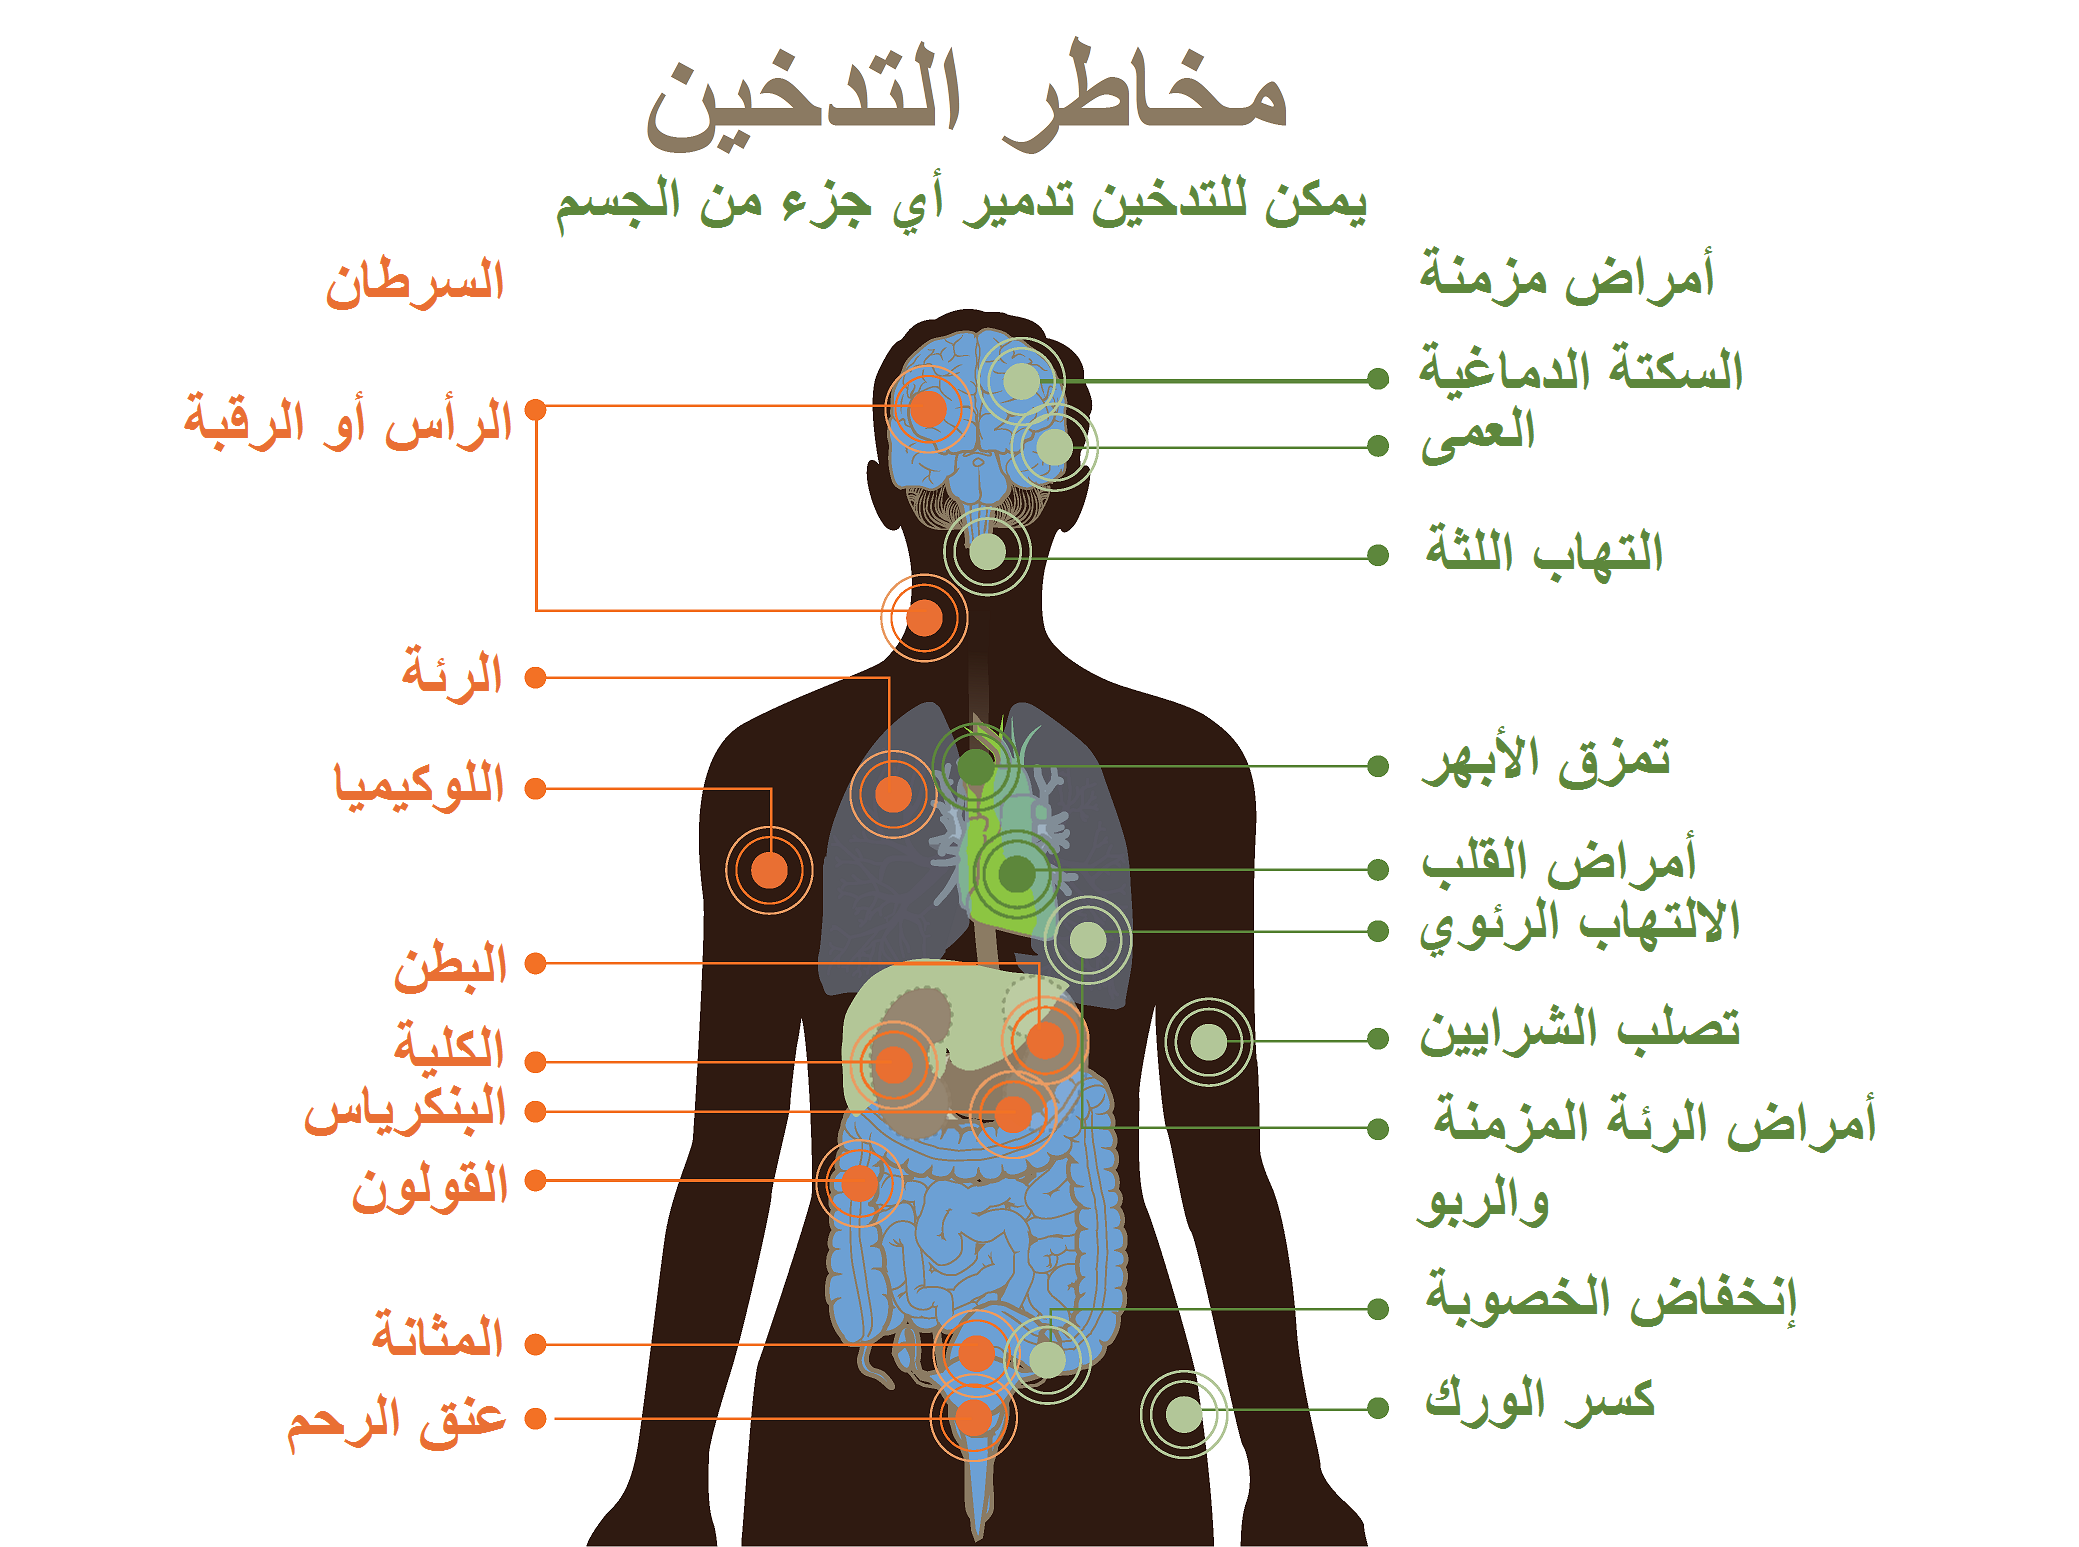 مخاطر التدخين
يمكن للتدخين تدمير أي جزء من الجسم
أمراض مزمنة
السكتة الدماغية
العمى
التهاب اللثة
تمزق الأبهر
أمراض القلب
الالتهاب الرئوي
تصلب الشرايين
أمراض الرئة المزمنة
والربو
إنخفاض الخصوبة
كسر الورك
السرطان
الرأس أو الرقبة
الرئة
اللوكيميا
البطن
الكلية
البنكرياس
القولون
المثانة
عنق الرحم